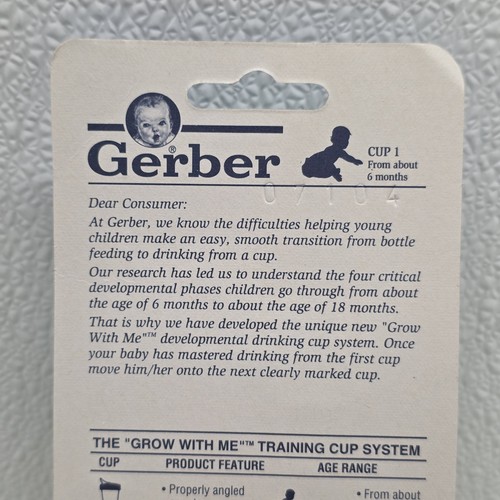 Gerber®
CUP 1
From about
6 months
07104
Dear Consumer:
At Gerber, we know the difficulties helping young
children make an easy, smooth transition from bottle
feeding to drinking from a cup.
Our research has led us to understand the four critical
developmental phases children go through from about
the age of 6 months to about the age of 18 months.
That is why we have developed the unique new "Grow
With Me"™ developmental drinking cup system. Once
your baby has mastered drinking from the first cup
move him/her onto the next clearly marked cup.
THE "GROW WITH ME"™ TRAINING CUP SYSTEM
CUP PRODUCT FEATURE AGE RANGE
• Properly angled • From about